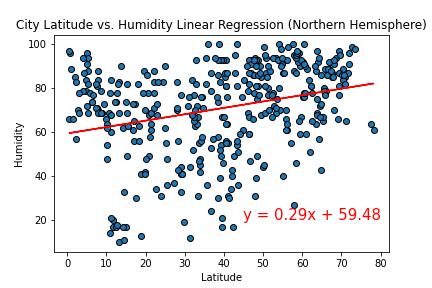 City Latitude vs. Humidity Linear Regression (Northern Hemisphere)
100
80
60
40
20
Humidity
y = 0.29x + 59.48
0 10 20 30 40 50 60 70 80
Latitude